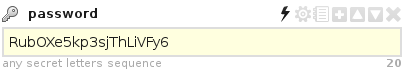 password
RubOXe5kp3sjThLiVFy6
any secret letters sequence 20